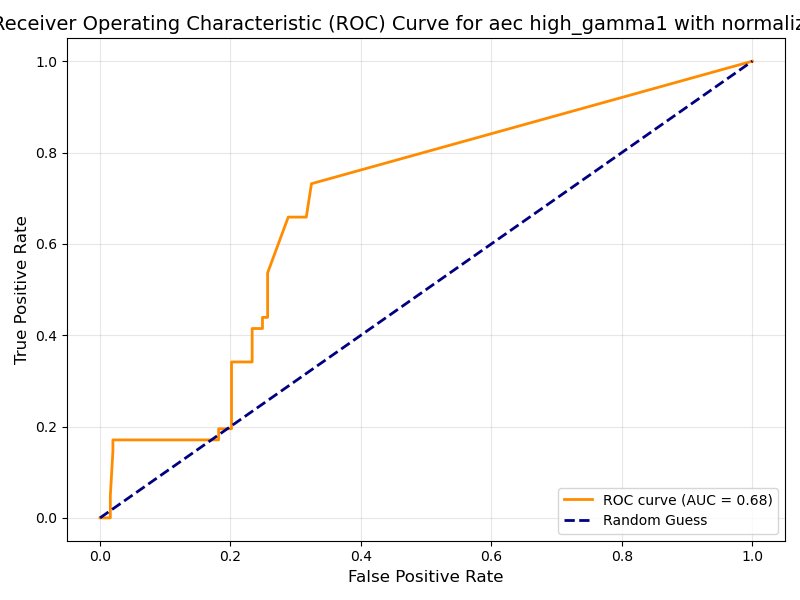 Receiver Operating Characteristic (ROC) Curve for aec high_gamma1 with normaliz
1.0
0.8
0.6
0.4
0.2
0.0
True Positive Rate
ROC curve (AUC = 0.68)
Random Guess
0.0 0.2 0.4 0.6 0.8 1.0
False Positive Rate